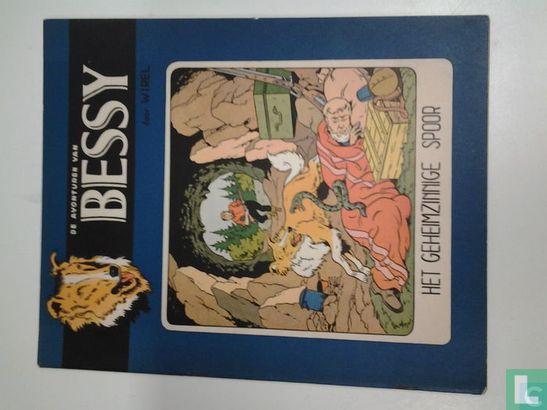 DE AVONTUREN VAN
BESSY
door WIREL
HET GEHEIMZINNIGE SPOOR